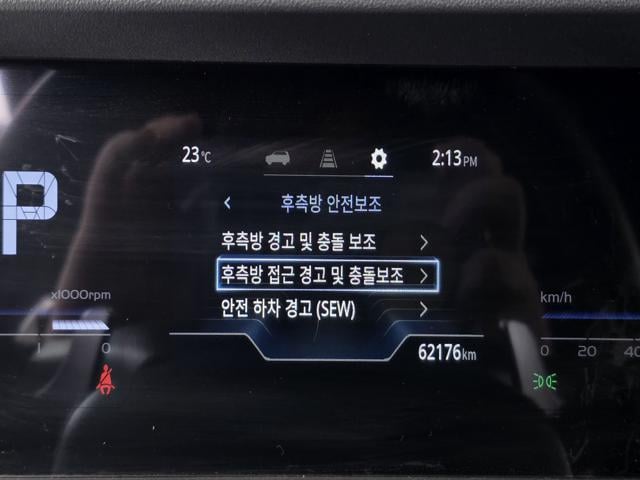 23℃
2:13PM
P
후측방 안전보조
후측방 경고 및 충돌 보조
후측방 접근 경고 및 충돌보조
안전 하차 경고 (SEW)
x1000rpm
km/h
1 0
0 20 40
62176km